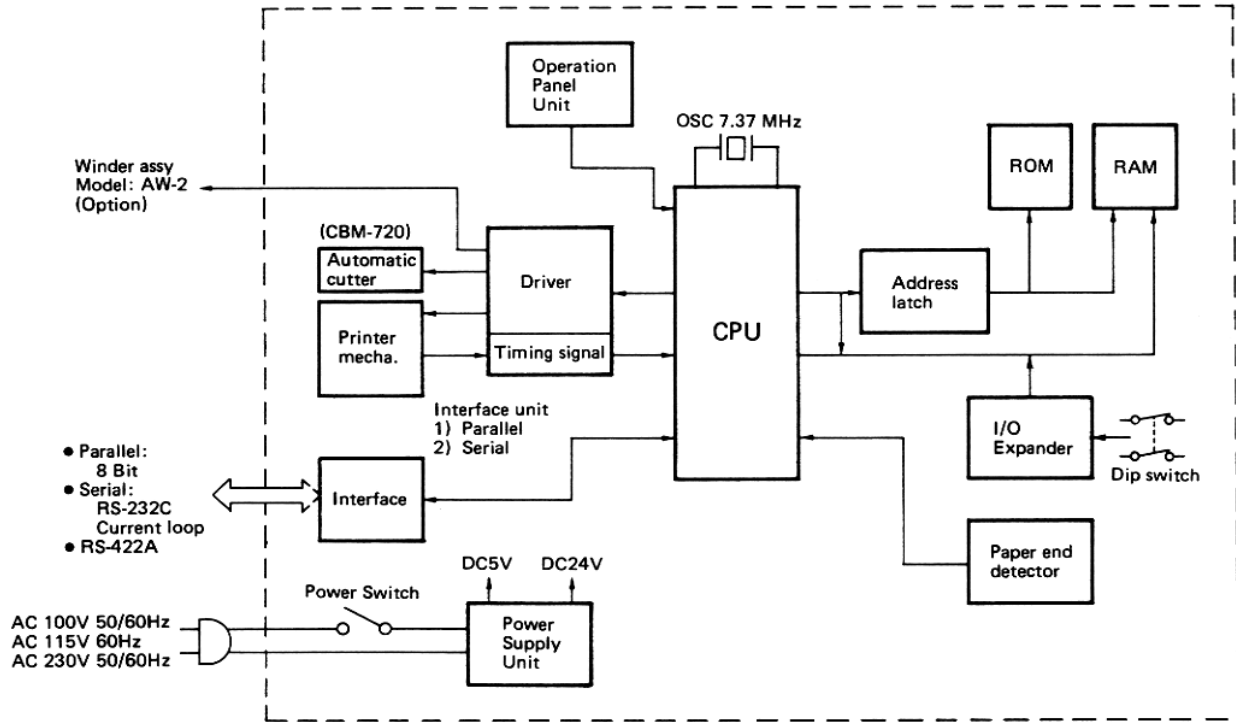 Operation
Panel
Unit
OSC 7.37 MHz
ROM
RAM
Winder assy
Model: AW-2
(Option)
(CBM-720)
Automatic
cutter
Driver
Address
latch
CPU
Printer
mecha.
Timing signal
Interface unit
1) Parallel
2) Serial
I/O
Expander
Dip switch
● Parallel:
8 Bit
● Serial:
RS-232C
Current loop
● RS-422A
Interface
Paper end
detector
DC5V
DC24V
Power Switch
Power
Supply
Unit
AC 100V 50/60Hz
AC 115V 60Hz
AC 230V 50/60Hz